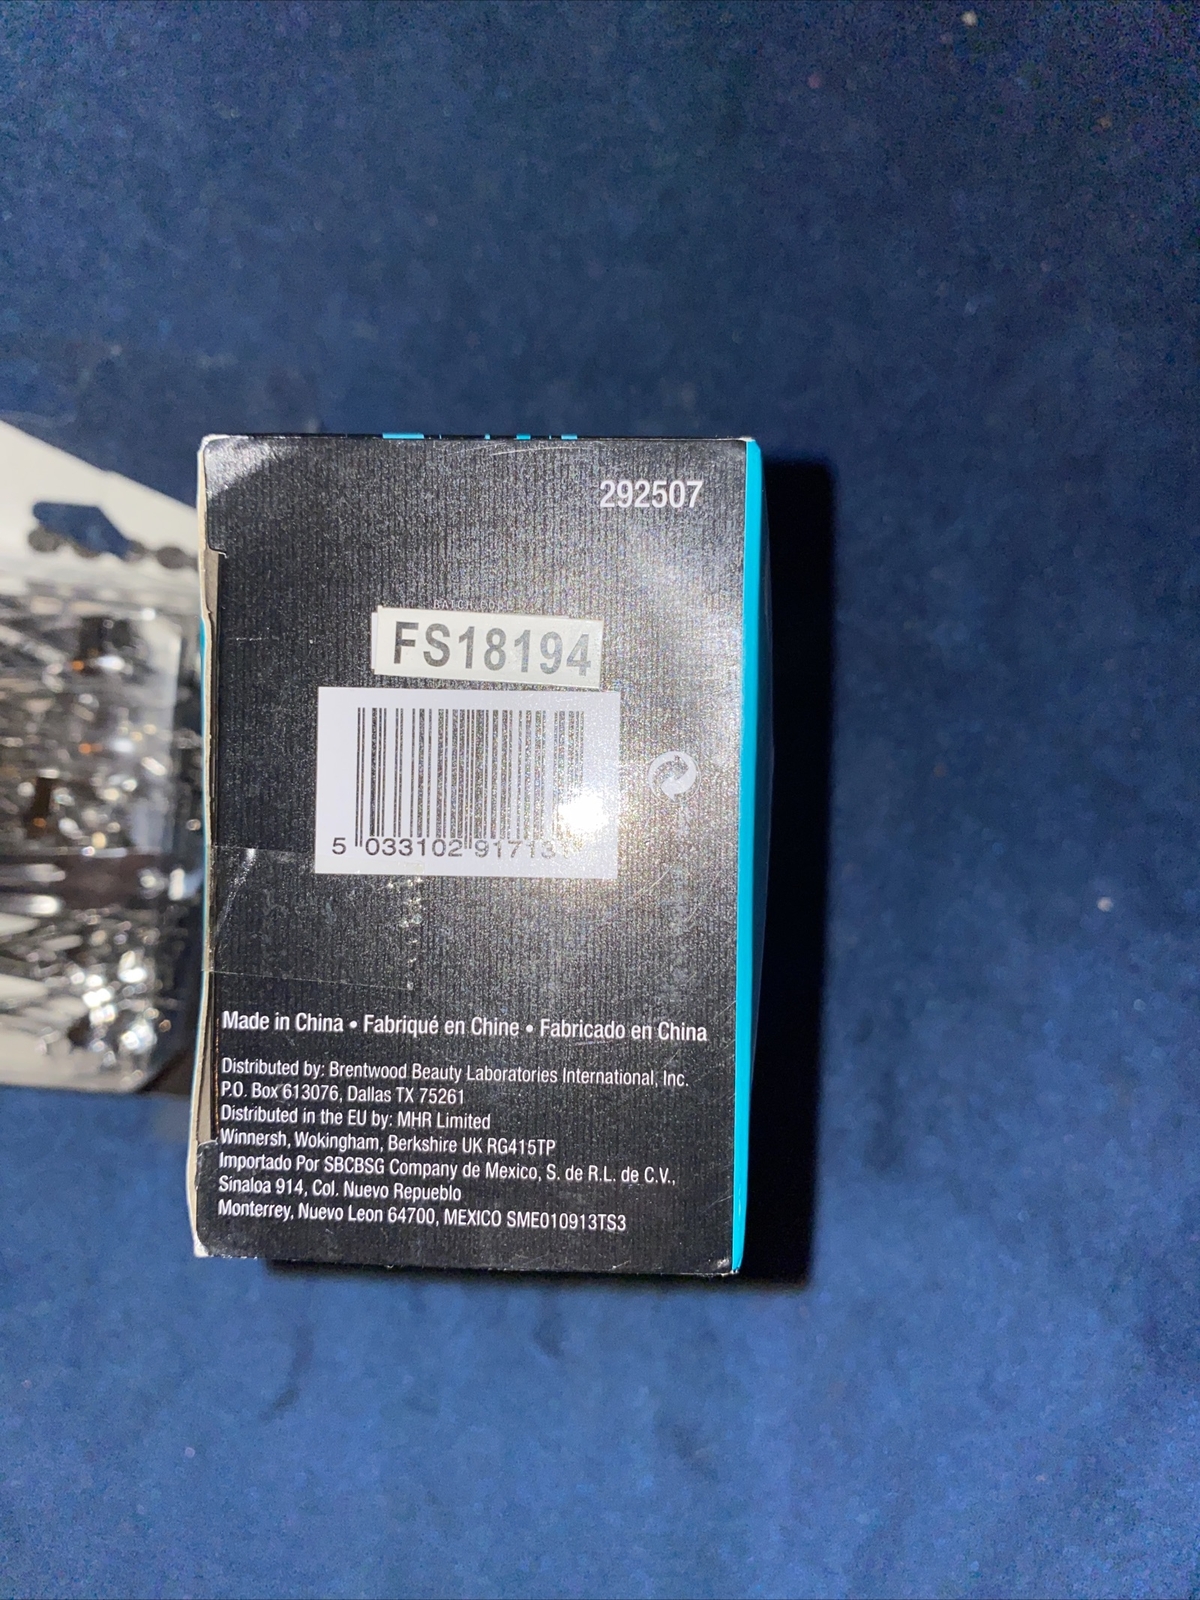 292507
FS18194
5 033102 91713
Made in China • Fabriqué en Chine • Fabricado en China
Distributed by: Brentwood Beauty Laboratories International, Inc.
P.O. Box 613076, Dallas TX 75261
Distributed in the EU by: MHR Limited
Winnersh, Wokingham, Berkshire UK RG415TP
Importado Por SBCBSG Company de Mexico, S. de R.L. de C.V.,
Sinaloa 914, Col. Nuevo Repueblo
Monterrey, Nuevo Leon 64700, MEXICO SME010913TS3